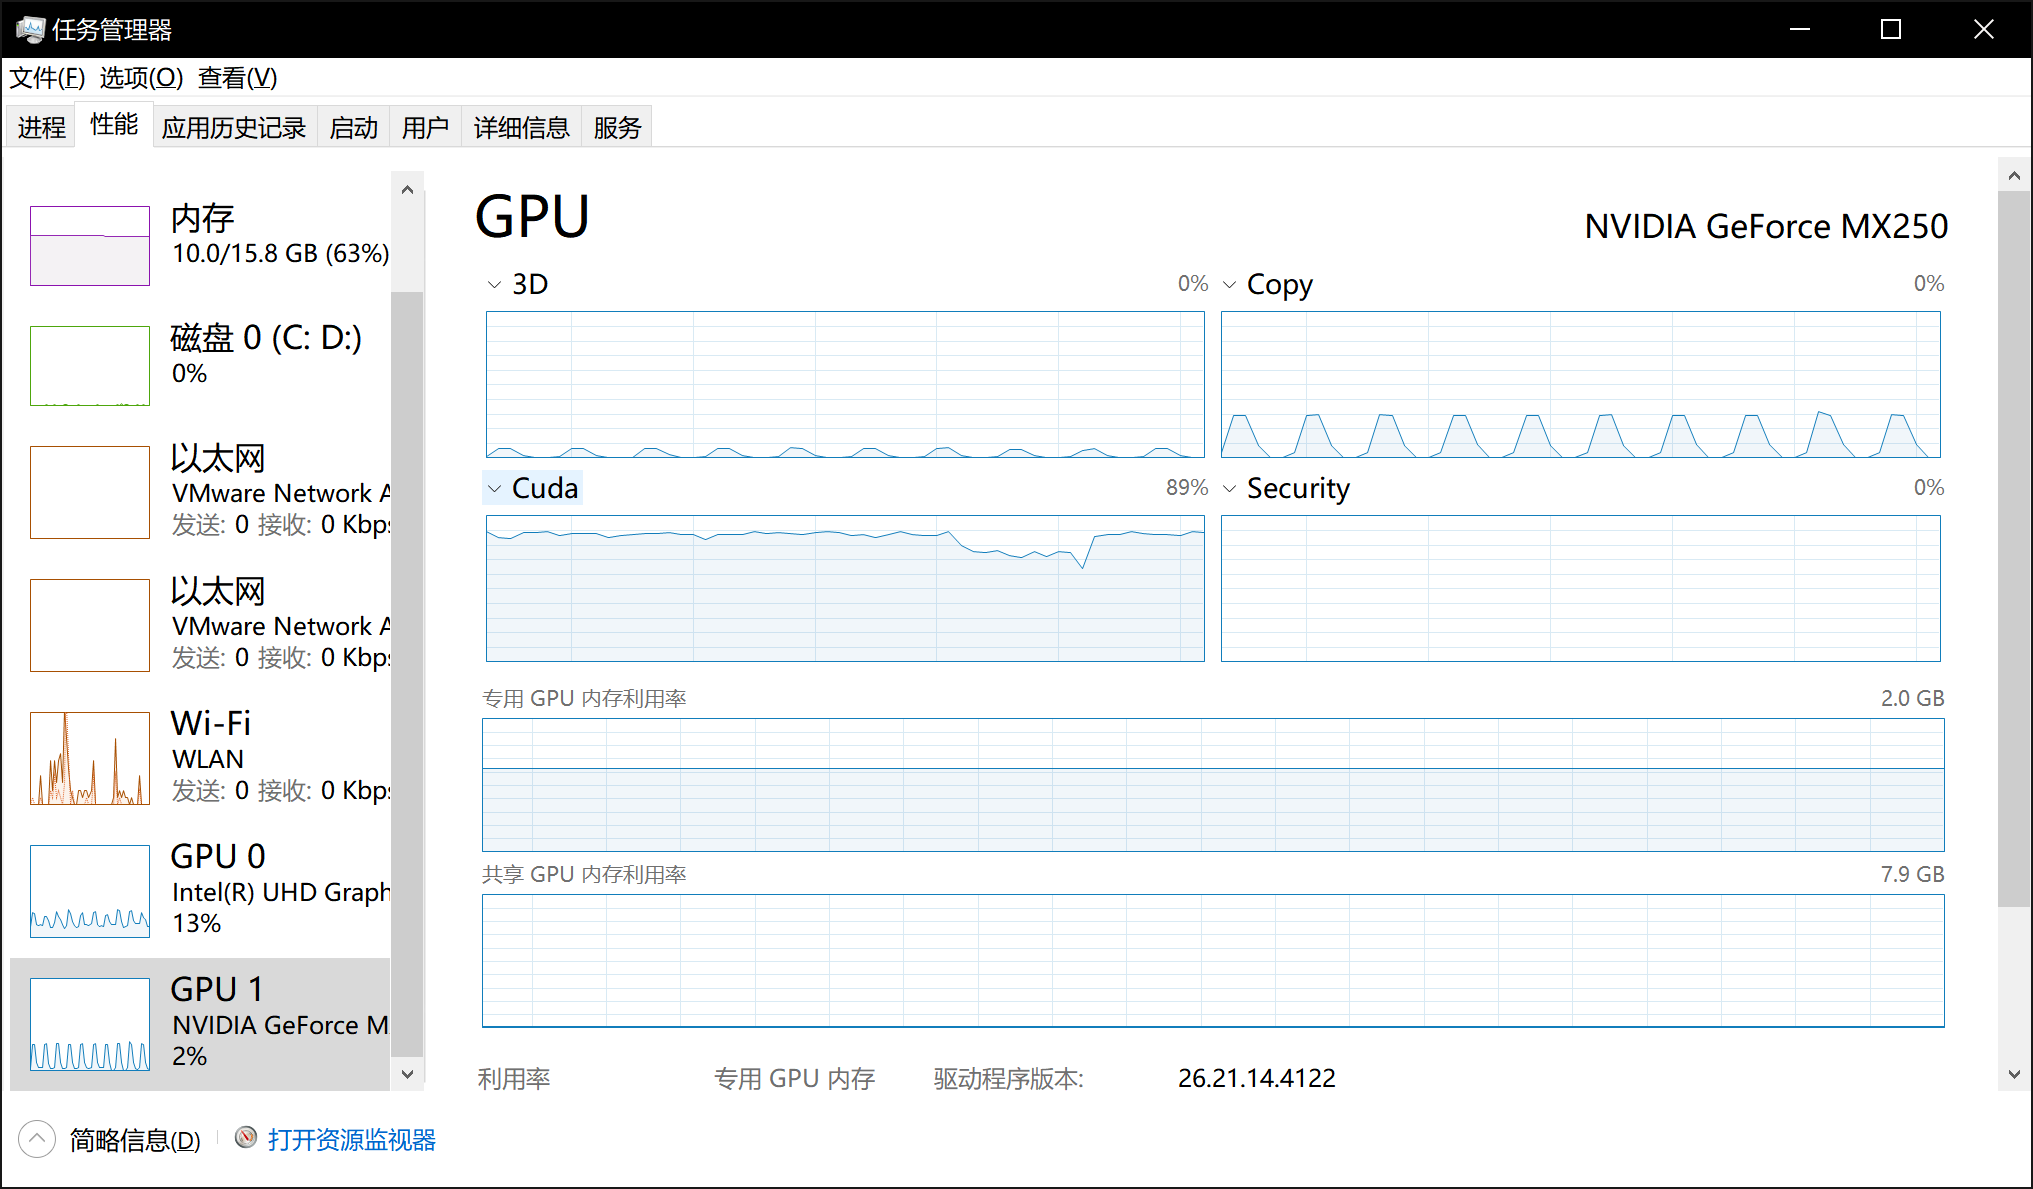 任务管理器
文件(F) 选项(O) 查看(V)
进程 性能 应用历史记录 启动 用户 详细信息 服务
内存
10.0/15.8 GB (63%)
磁盘 0 (C: D:)
0%
以太网
VMware Network A
发送: 0 接收: 0 Kbps
以太网
VMware Network A
发送: 0 接收: 0 Kbps
Wi-Fi
WLAN
发送: 0 接收: 0 Kbps
GPU 0
Intel(R) UHD Graph
13%
GPU 1
NVIDIA GeForce M
2%
GPU
NVIDIA GeForce MX250
3D 0% Copy 0%
Cuda 89% Security 0%
专用 GPU 内存利用率 2.0 GB
共享 GPU 内存利用率 7.9 GB
利用率 专用 GPU 内存 驱动程序版本: 26.21.14.4122
简略信息(D) 打开资源监视器